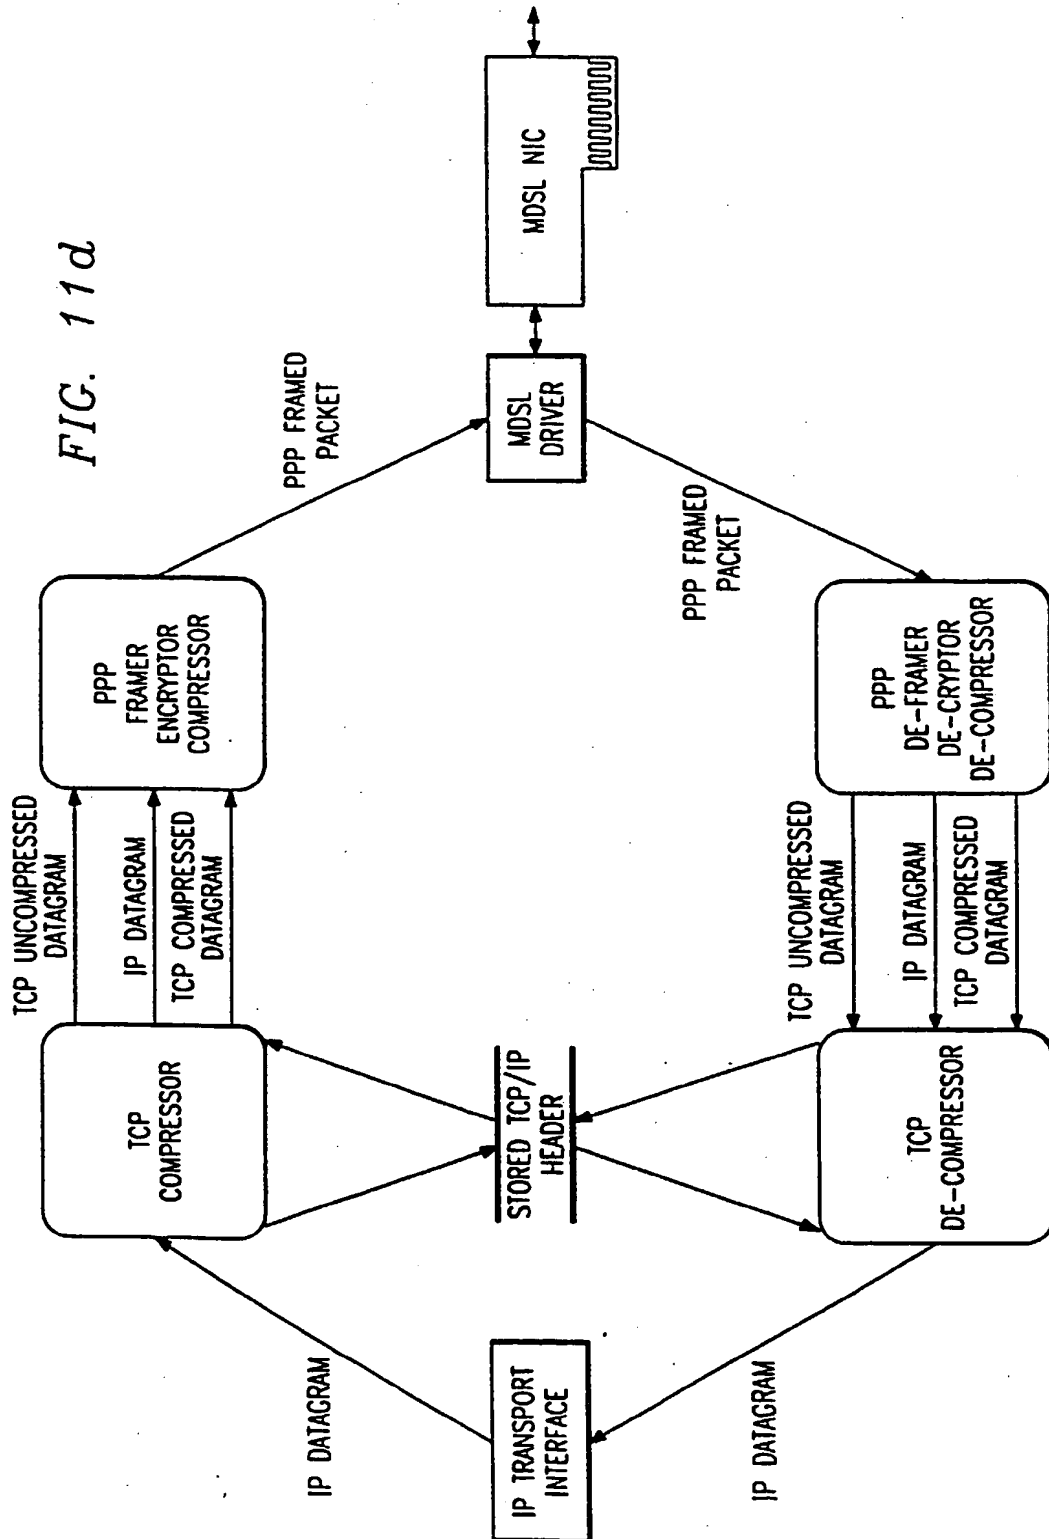 FIG. 11d
TCP UNCOMPRESSED
DATAGRAM
IP DATAGRAM
TCP COMPRESSED
DATAGRAM
TCP
COMPRESSOR
PPP
FRAMER
ENCRYPTOR
COMPRESSOR
IP DATAGRAM
PPP FRAMED
PACKET
IP TRANSPORT
INTERFACE
STORED TCP/IP
HEADER
MDSL
DRIVER
MDSL NIC
IP DATAGRAM
PPP FRAMED
PACKET
TCP UNCOMPRESSED
DATAGRAM
IP DATAGRAM
TCP COMPRESSED
DATAGRAM
TCP
DE-COMPRESSOR
PPP
DE-FRAMER
DE-CRYPTOR
DE-COMPRESSOR